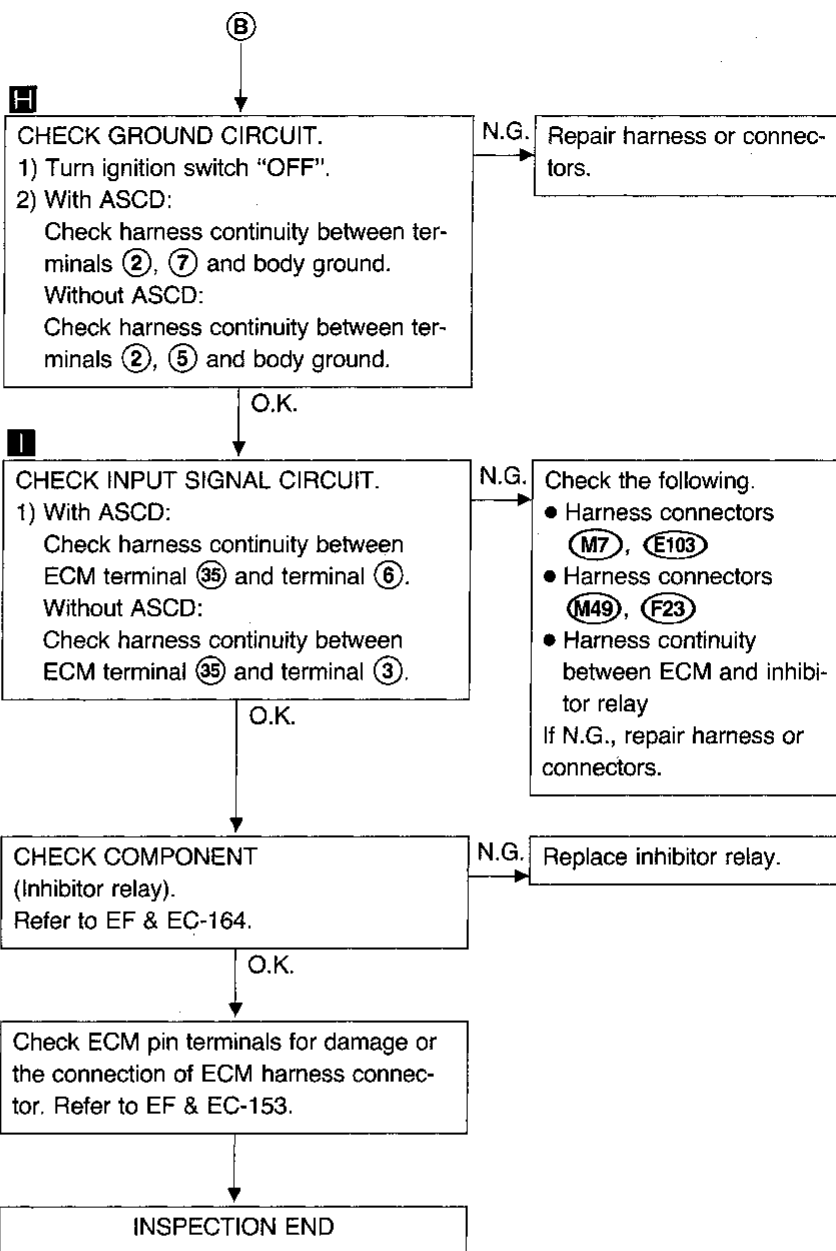 B
H
CHECK GROUND CIRCUIT.
1) Turn ignition switch “OFF”.
2) With ASCD:
Check harness continuity between ter-
minals ②, ⑦ and body ground.
Without ASCD:
Check harness continuity between ter-
minals ②, ⑤ and body ground.
N.G.
Repair harness or connec-
tors.
O.K.
I
CHECK INPUT SIGNAL CIRCUIT.
1) With ASCD:
Check harness continuity between
ECM terminal ㉟ and terminal ⑥.
Without ASCD:
Check harness continuity between
ECM terminal ㉟ and terminal ③.
N.G.
Check the following.
● Harness connectors
M7, E103
● Harness connectors
M49, F23
● Harness continuity
between ECM and inhibi-
tor relay
If N.G., repair harness or
connectors.
O.K.
CHECK COMPONENT
(Inhibitor relay).
Refer to EF & EC-164.
N.G.
Replace inhibitor relay.
O.K.
Check ECM pin terminals for damage or
the connection of ECM harness connec-
tor. Refer to EF & EC-153.
INSPECTION END